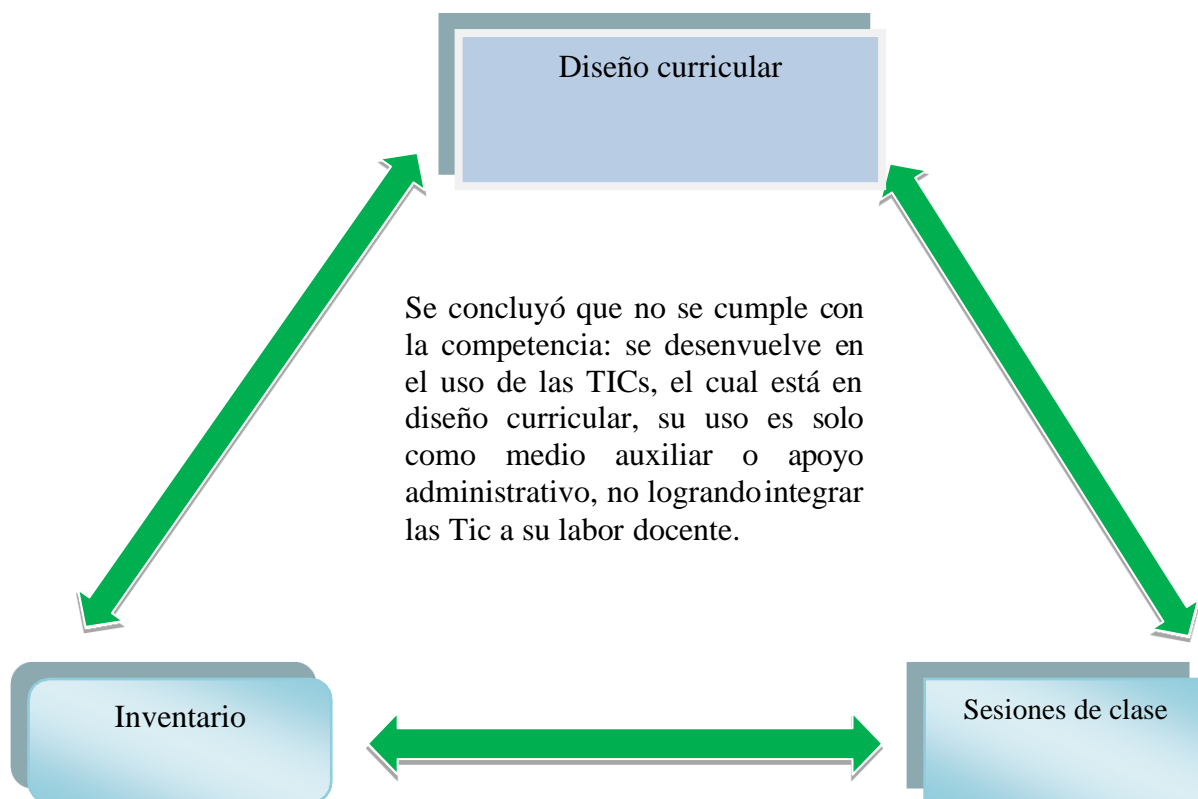 Diseño curricular
Se concluyó que no se cumple con
la competencia: se desenvuelve en
el uso de las TICs, el cual está en
diseño curricular, su uso es solo
como medio auxiliar o apoyo
administrativo, no logrando integrar
las Tic a su labor docente.
Inventario
Sesiones de clase